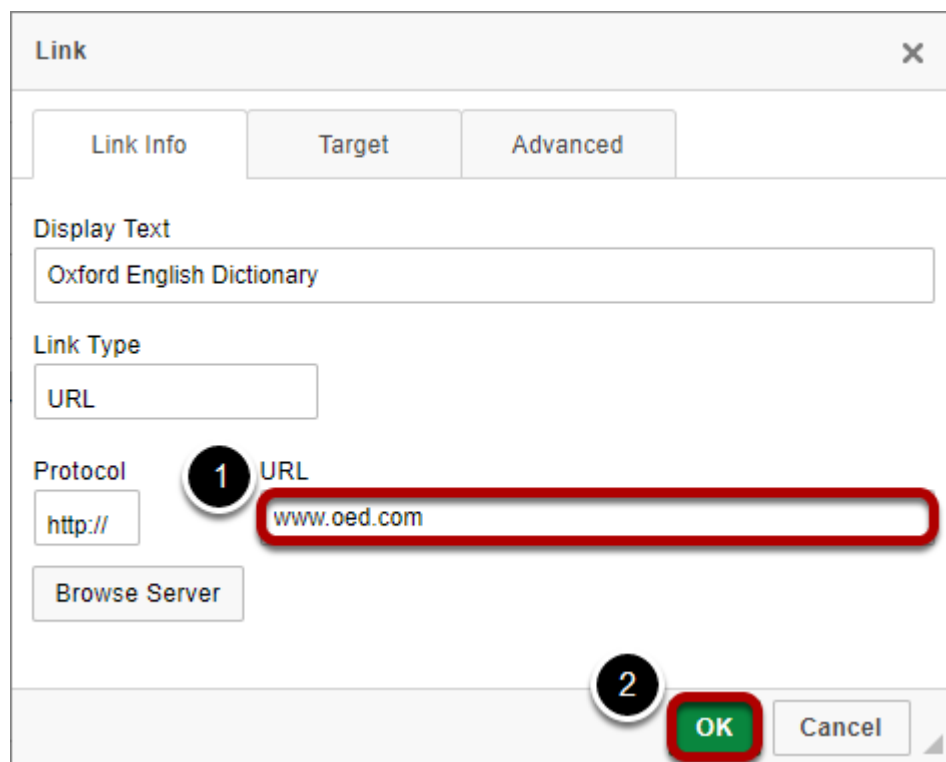 Link
Link Info Target Advanced
Display Text
Oxford English Dictionary
Link Type
URL
Protocol 1 URL
http:// www.oed.com
Browse Server
2
OK Cancel